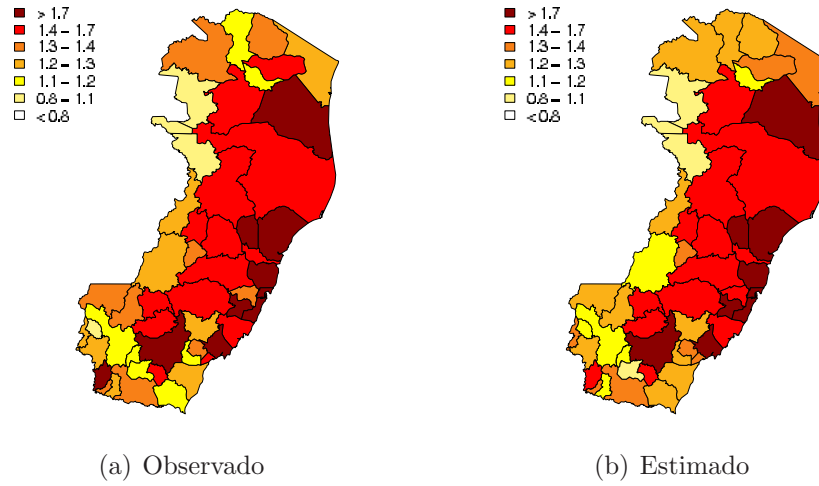 > 1.7
1.4 – 1.7
1.3 – 1.4
1.2 – 1.3
1.1 – 1.2
0.8 – 1.1
< 0.8
> 1.7
1.4 – 1.7
1.3 – 1.4
1.2 – 1.3
1.1 – 1.2
0.8 – 1.1
< 0.8
(a) Observado
(b) Estimado